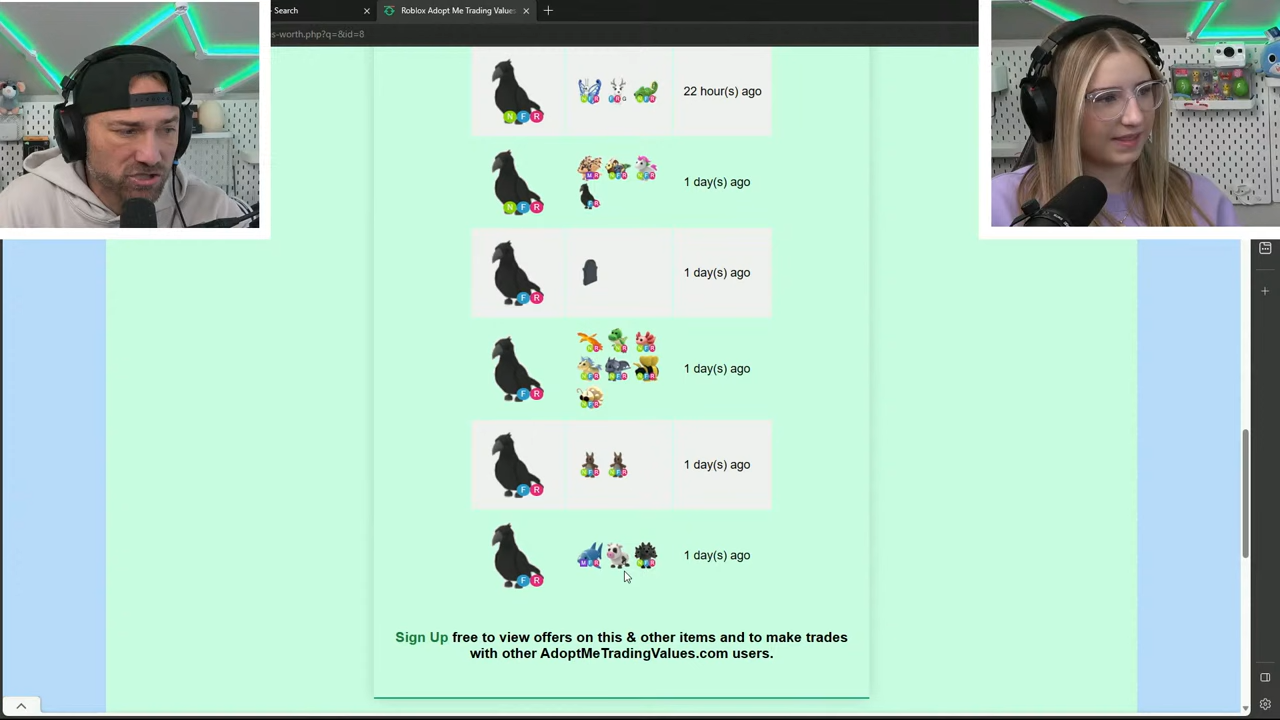 Search
Roblox Adopt Me Trading Values
s-worth.php?q=&id=8
N F R
22 hour(s) ago
N F R
1 day(s) ago
F R
1 day(s) ago
F R
1 day(s) ago
F R
1 day(s) ago
F R
1 day(s) ago
Sign Up free to view offers on this & other items and to make trades
with other AdoptMeTradingValues.com users.